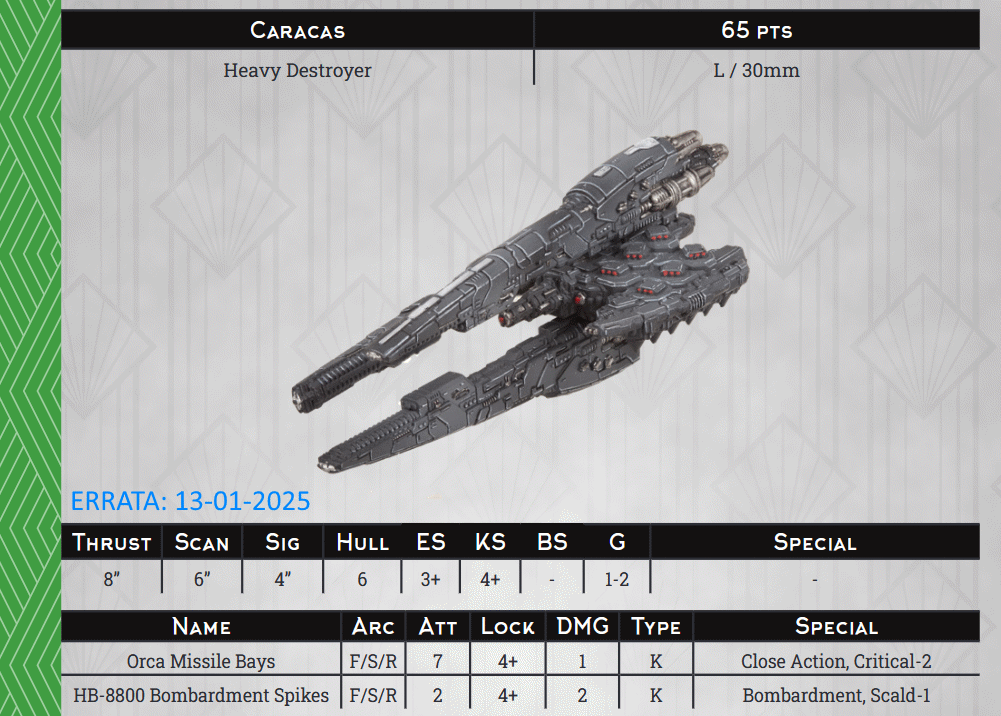 Caracas 65 pts
Heavy Destroyer L / 30mm
ERRATA: 13-01-2025
Thrust Scan Sig Hull ES KS BS G Special
8” 6” 4” 6 3+ 4+ - 1-2 -
Name Arc Att Lock DMG Type Special
Orca Missile Bays F/S/R 7 4+ 1 K Close Action, Critical-2
HB-8800 Bombardment Spikes F/S/R 2 4+ 2 K Bombardment, Scald-1